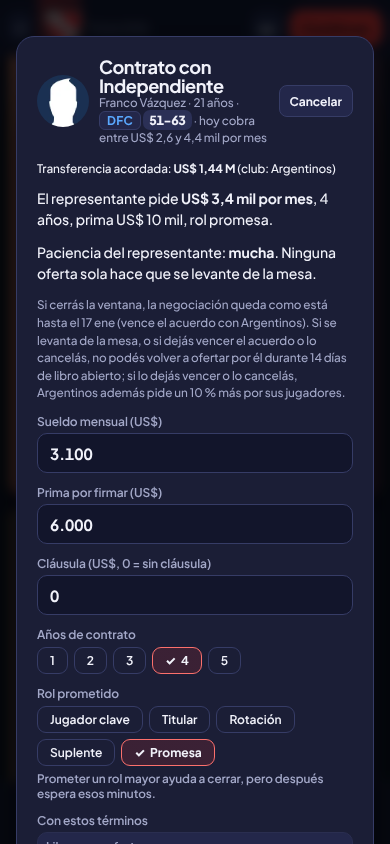 Contrato con
Independiente
Franco Vázquez · 21 años ·
DFC 51–63 · hoy cobra
entre US$ 2,6 y 4,4 mil por mes
Cancelar
Transferencia acordada: US$ 1,44 M (club: Argentinos)
El representante pide US$ 3,4 mil por mes, 4
años, prima US$ 10 mil, rol promesa.
Paciencia del representante: mucha. Ninguna
oferta sola hace que se levante de la mesa.
Si cerrás la ventana, la negociación queda como está
hasta el 17 ene (vence el acuerdo con Argentinos). Si se
levanta de la mesa, o si dejás vencer el acuerdo o lo
cancelás, no podés volver a ofertar por él durante 14 días
de libro abierto; si lo dejás vencer o lo cancelás,
Argentinos además pide un 10 % más por sus jugadores.
Sueldo mensual (US$)
3.100
Prima por firmar (US$)
6.000
Cláusula (US$, 0 = sin cláusula)
0
Años de contrato
1 2 3 ✓ 4 5
Rol prometido
Jugador clave Titular Rotación
Suplente ✓ Promesa
Prometer un rol mayor ayuda a cerrar, pero después
espera esos minutos.
Con estos términos